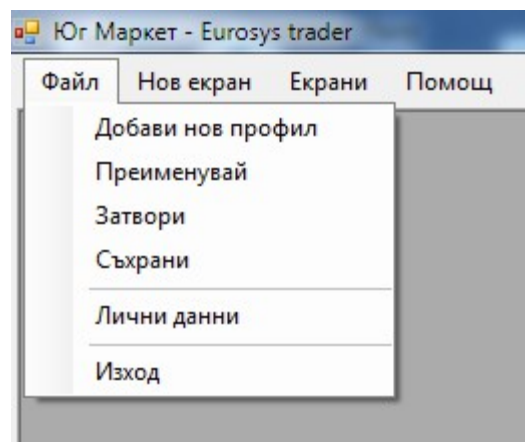 Юг Маркет - Eurosys trader
Файл Нов екран Екрани Помощ
Добави нов профил
Преименувай
Затвори
Съхрани
Лични данни
Изход